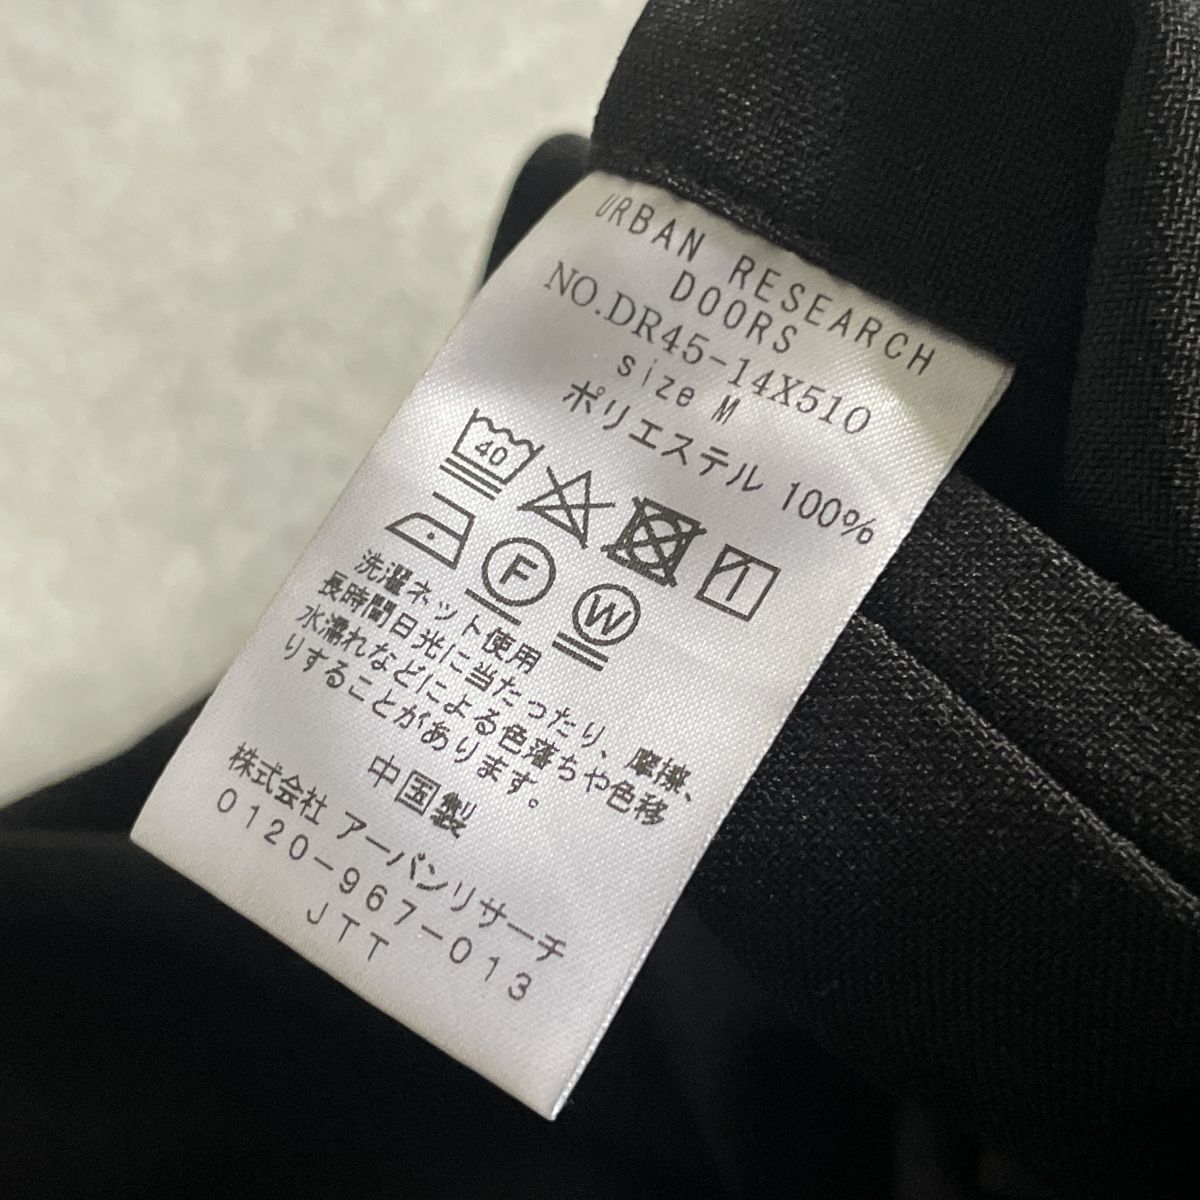 URBAN RESEARCH
DOORS
NO.DR45-14X510
size M
ポリエステル 100%
40
F
W
洗濯ネット使用
長時間日光に当たったり、摩擦、
水濡れなどによる色落ちや色移
りすることがあります。
中国製
株式会社 アーバンリサーチ
0120-967-013
JTT